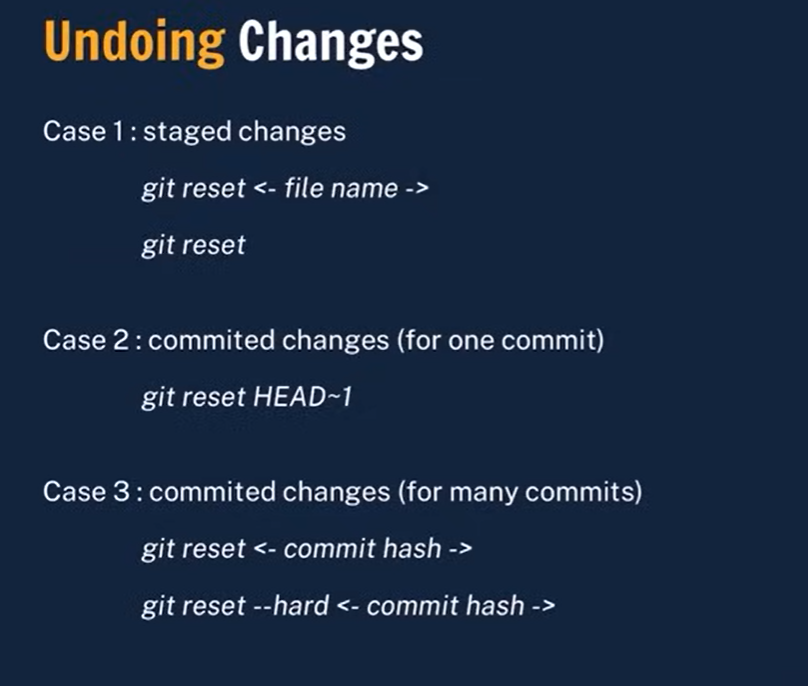 Undoing Changes
Case 1 : staged changes
git reset <- file name ->
git reset
Case 2 : commited changes (for one commit)
git reset HEAD~1
Case 3 : commited changes (for many commits)
git reset <- commit hash ->
git reset --hard <- commit hash ->